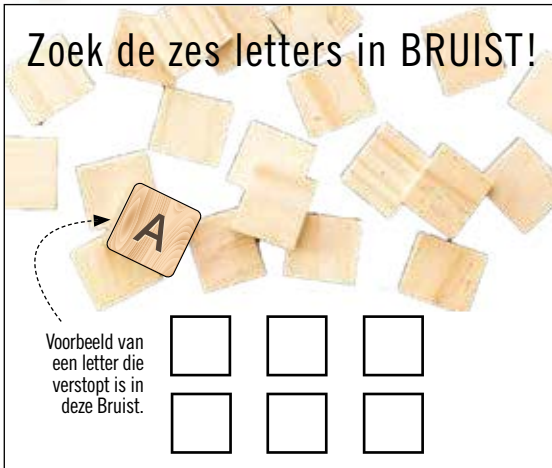 Zoek de zes letters in BRUIST!
A
Voorbeeld van
een letter die
verstopt is in
deze Bruist.